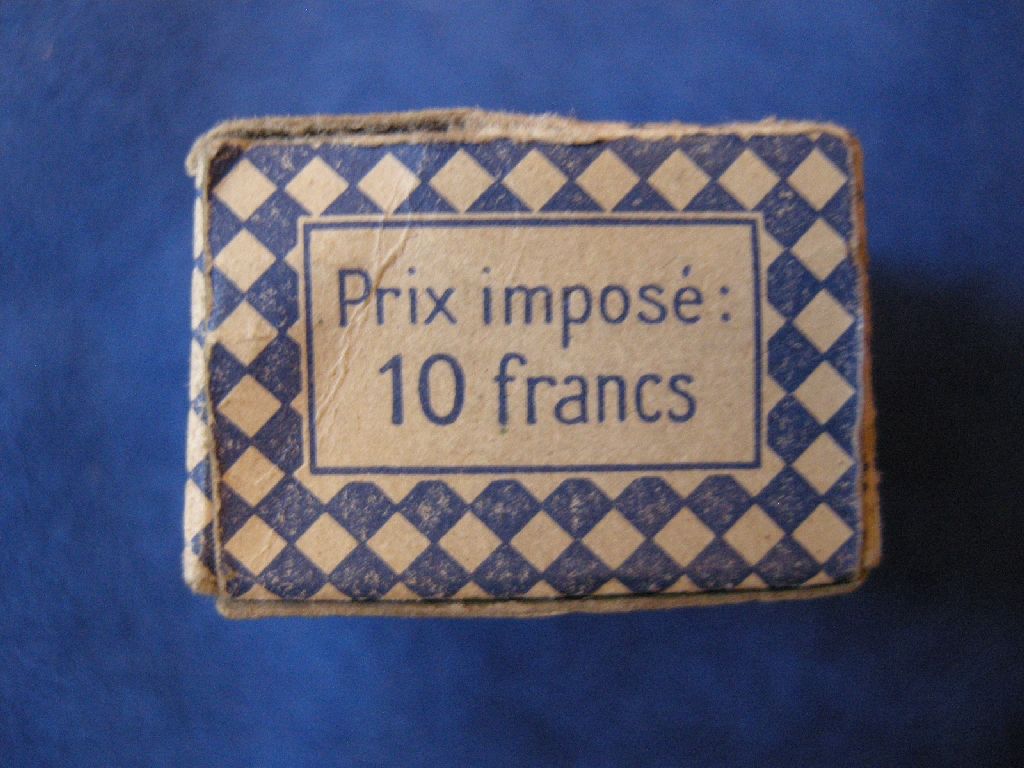 Prix imposé :
10 francs